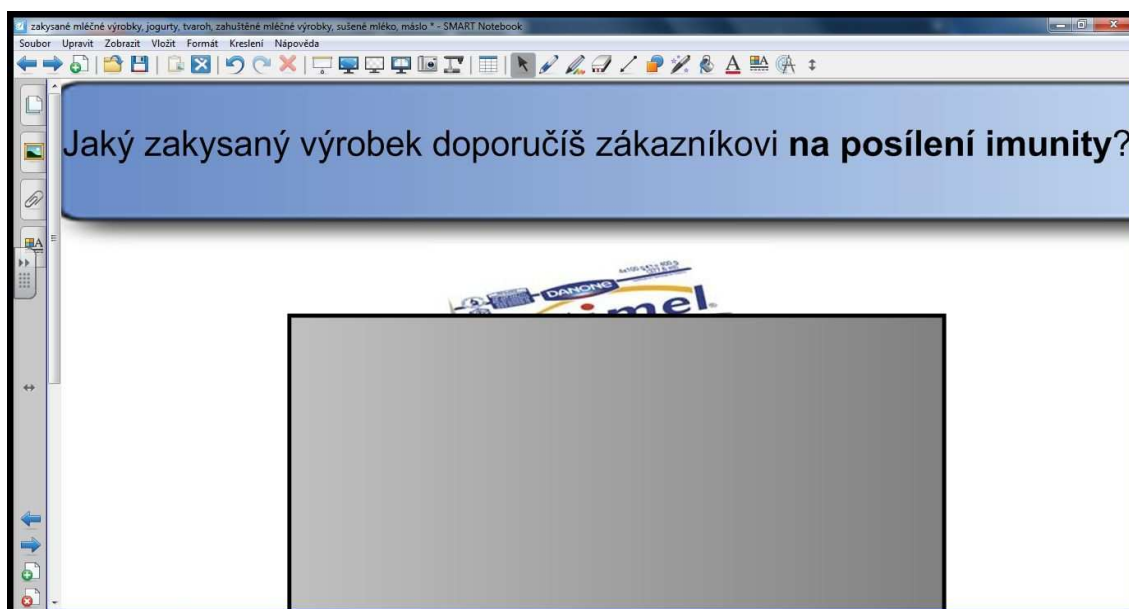 zakysané mléčné výrobky, jogurty, tvaroh, zahuštěné mléčné výrobky, sušené mléko, máslo * - SMART Notebook
Soubor Upravit Zobrazit Vložit Formát Kreslení Nápověda
Jaký zakysaný výrobek doporučíš zákazníkovi na posílení imunity?
DANONE